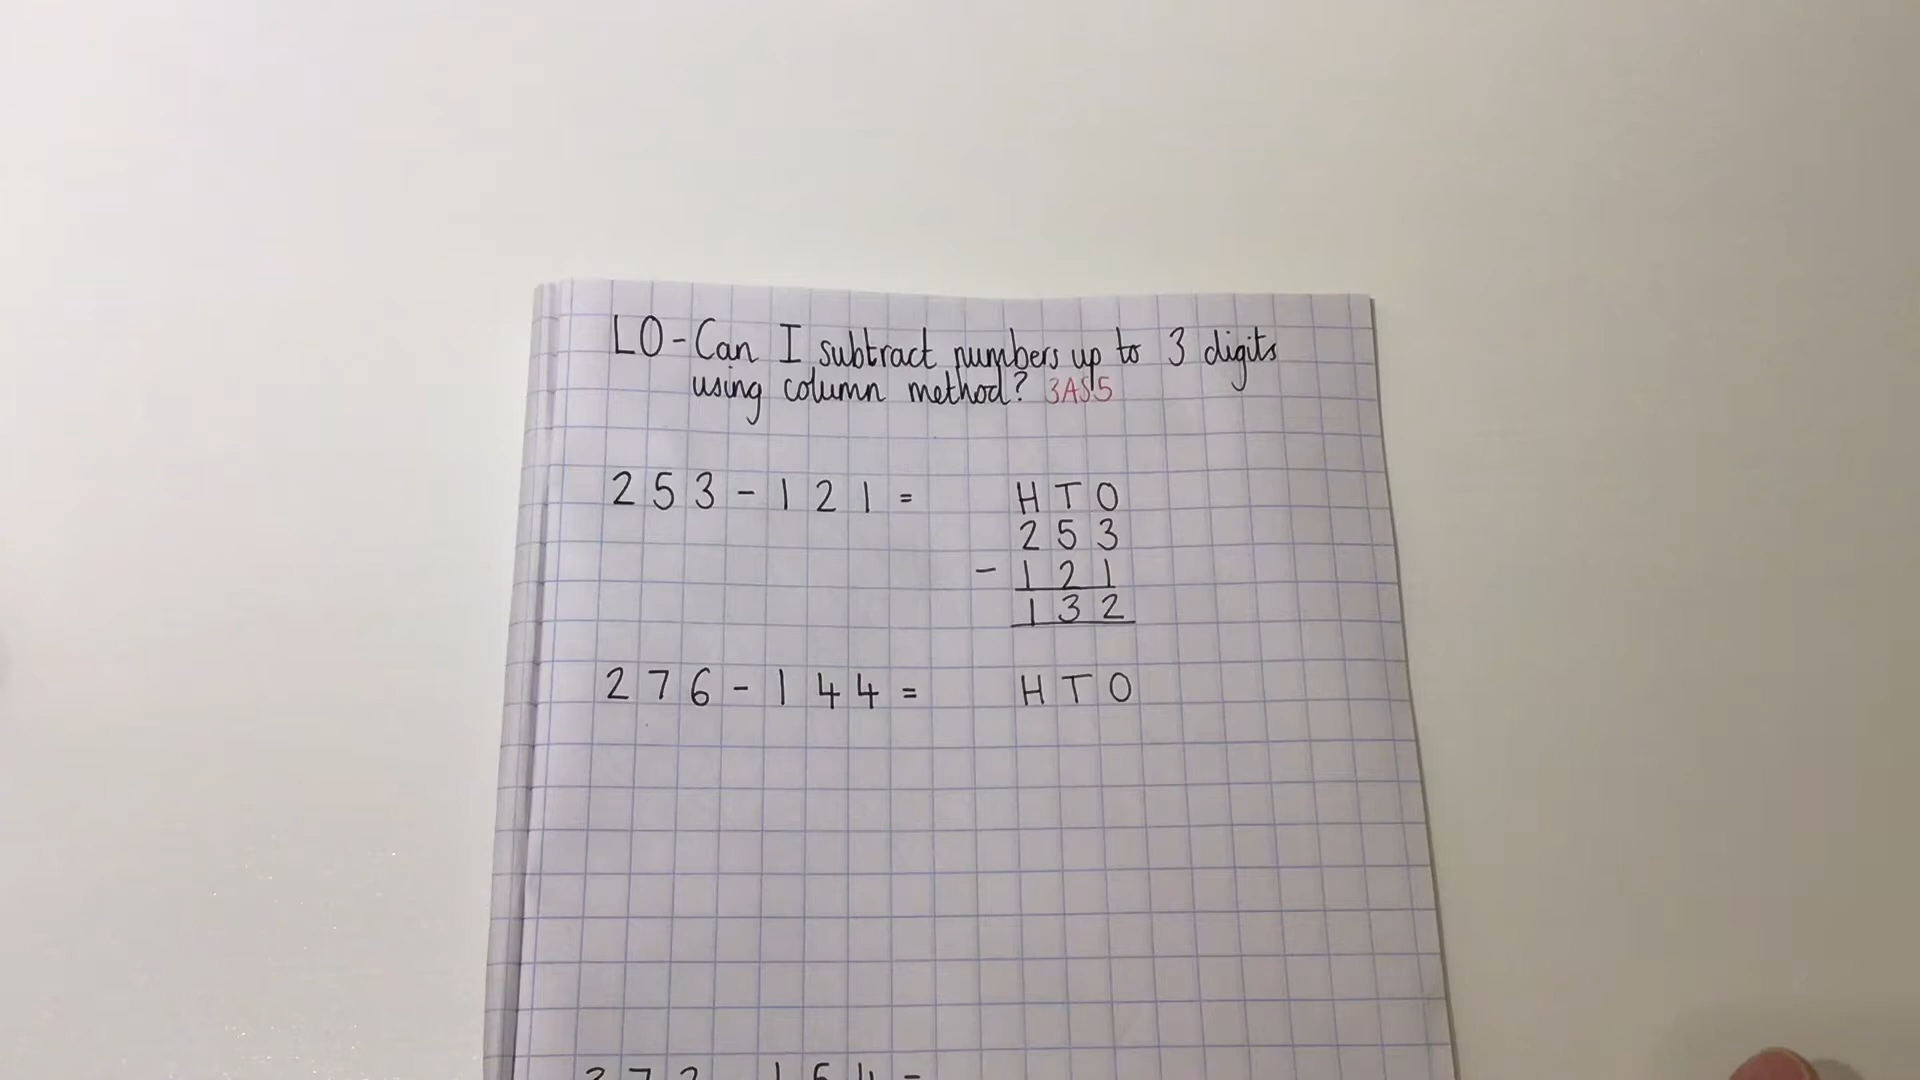 LO-Can I subtract numbers up to 3 digits
using column method? 3AS5
253-121= HTO
253
-121
132
276-144= HTO